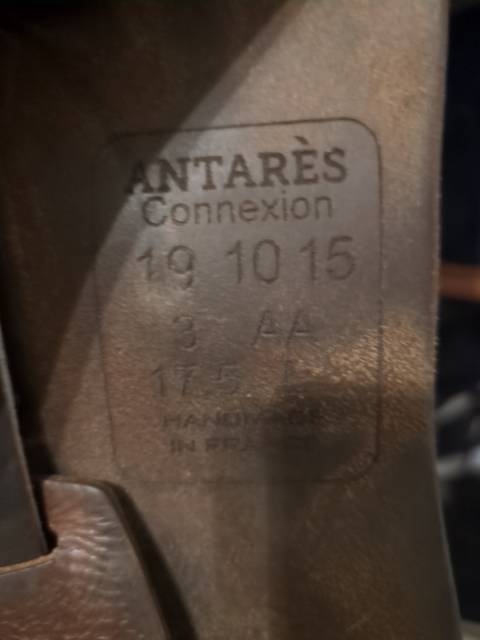 ANTARÈS
Connexion
19 10 15
3 AA
17.5
HANDMADE
IN FRANCE